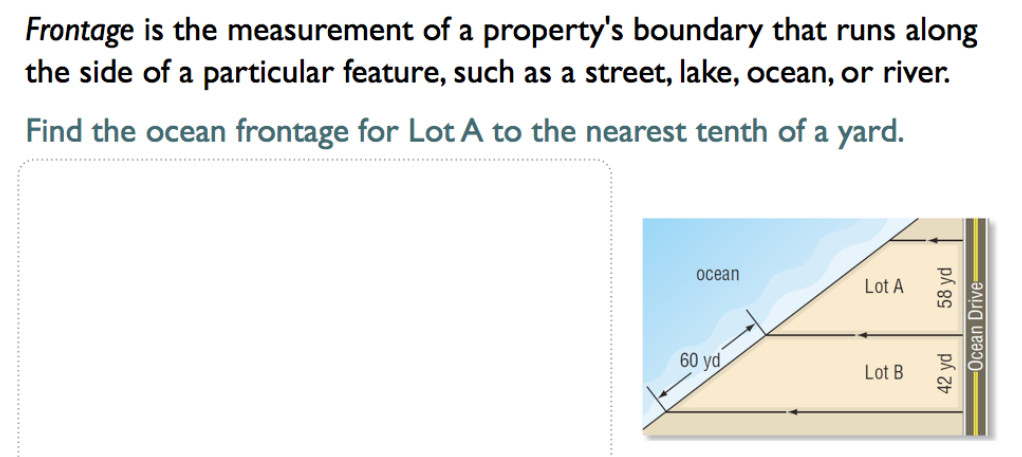 Frontage is the measurement of a property's boundary that runs along
the side of a particular feature, such as a street, lake, ocean, or river.
Find the ocean frontage for Lot A to the nearest tenth of a yard.
ocean
Lot A
58 yd
Ocean Drive
60 yd
Lot B
42 yd